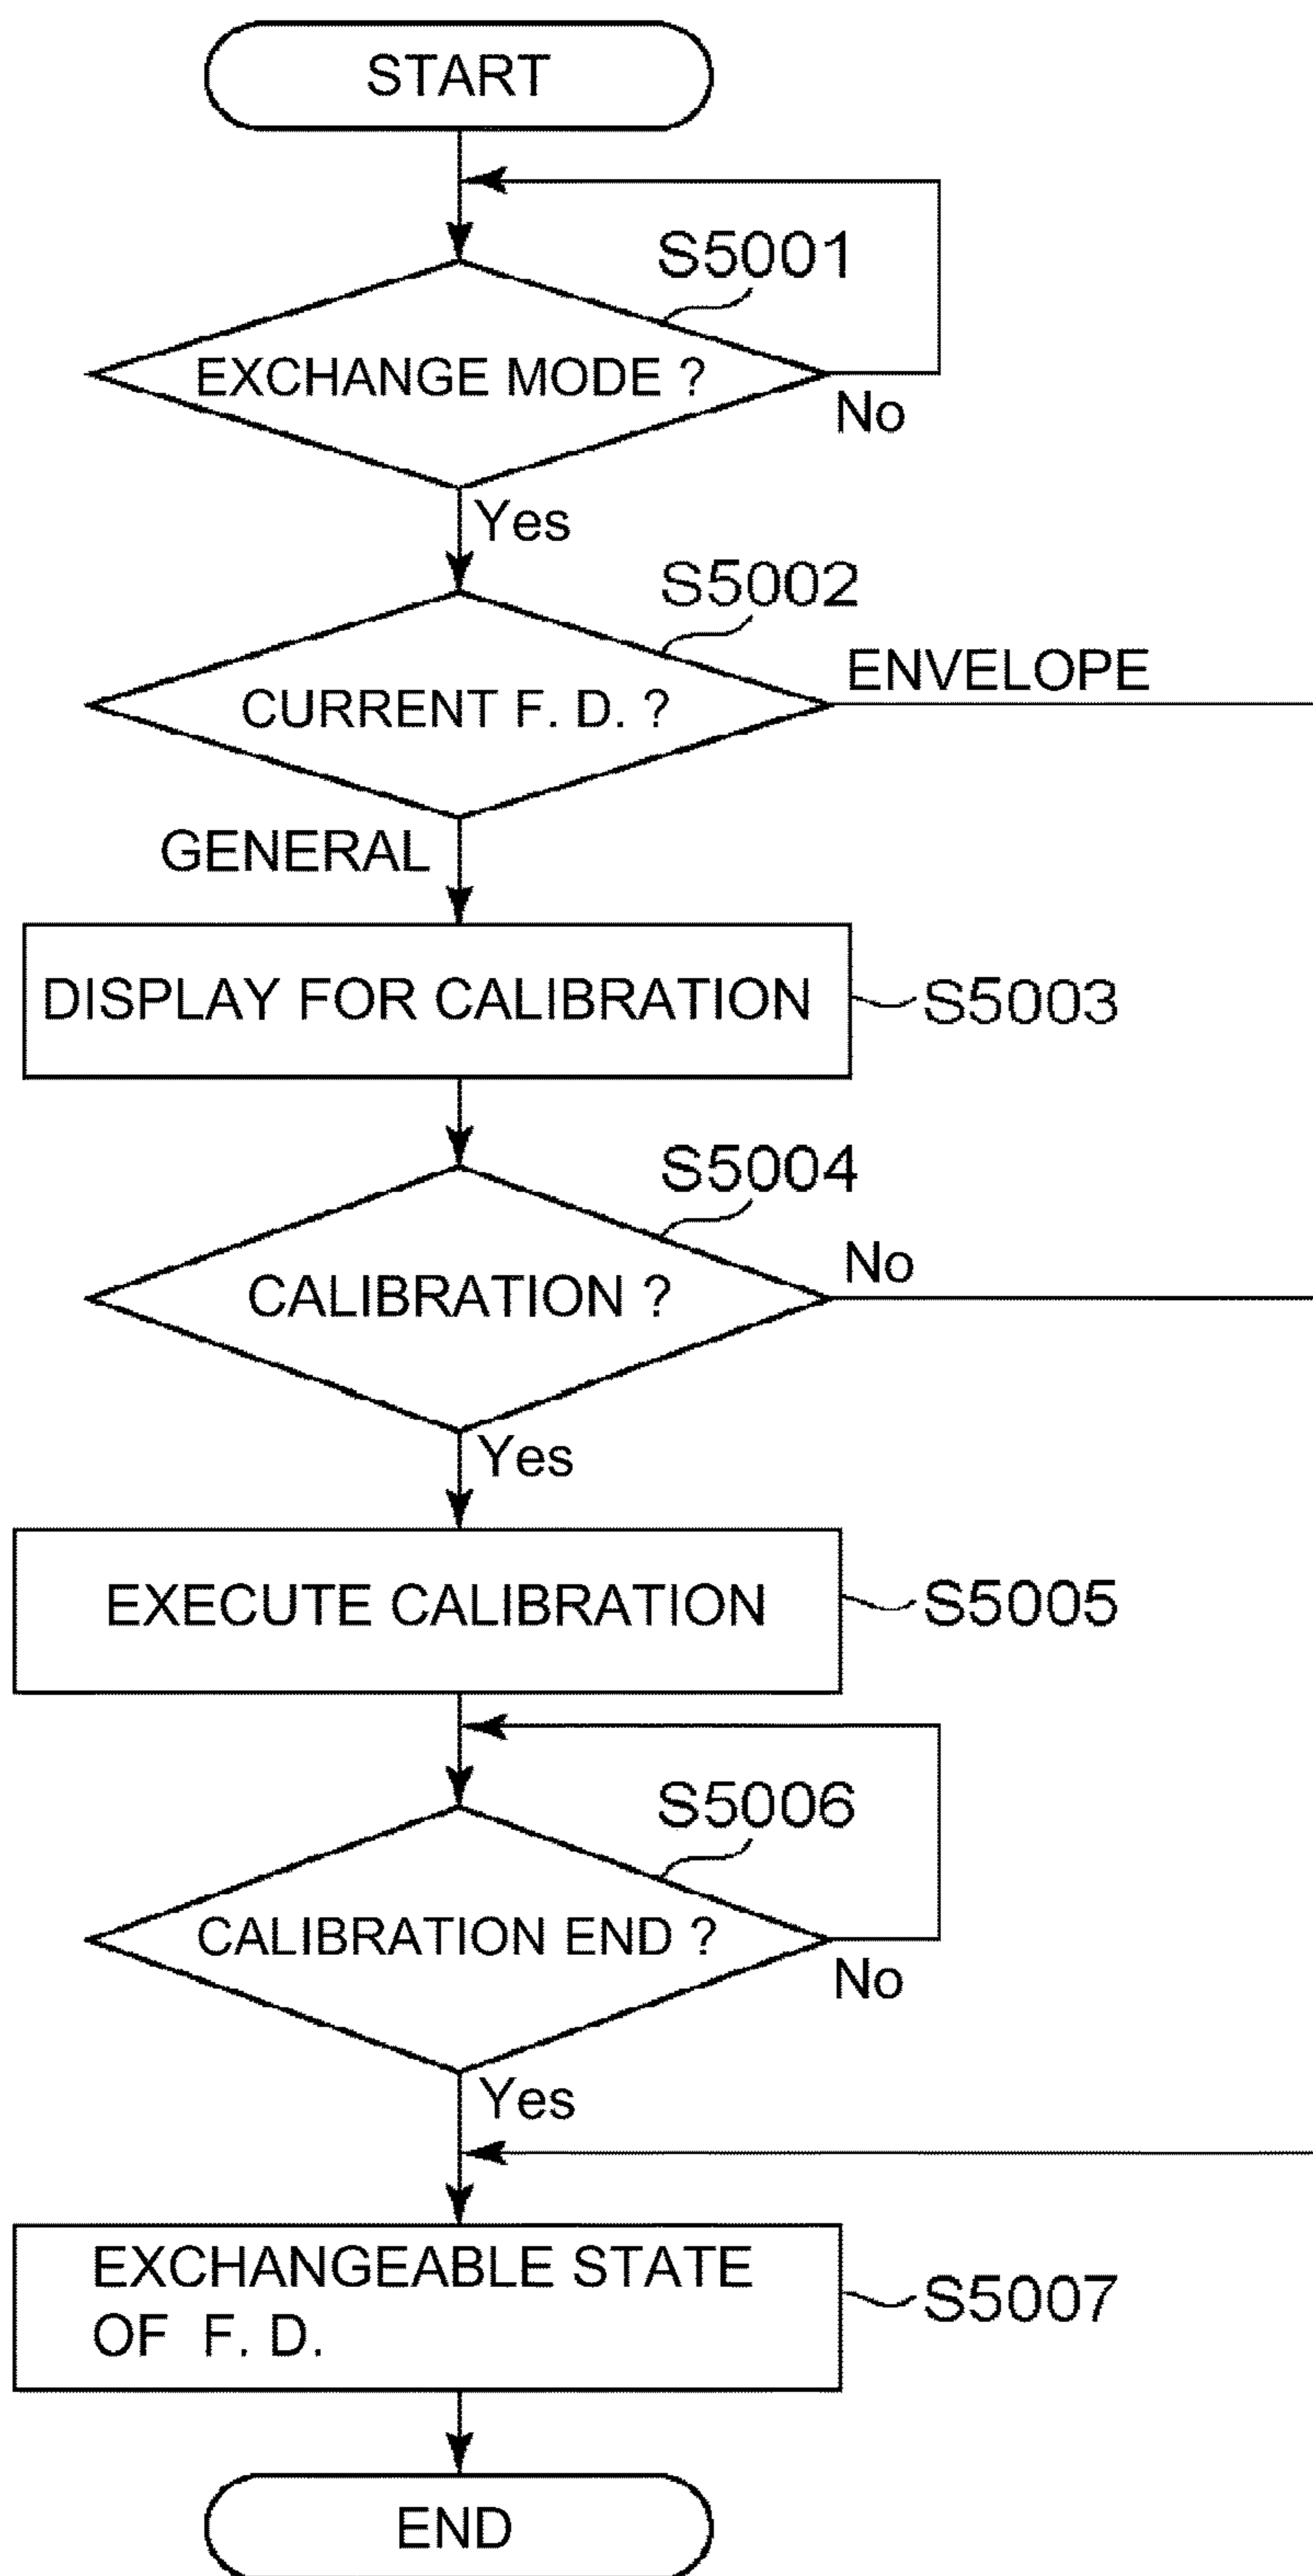 START
S5001
EXCHANGE MODE ?
No
Yes
S5002
ENVELOPE
CURRENT F. D. ?
GENERAL
DISPLAY FOR CALIBRATION
S5003
S5004
No
CALIBRATION ?
Yes
EXECUTE CALIBRATION
S5005
S5006
CALIBRATION END ?
No
Yes
EXCHANGEABLE STATE
OF F. D.
S5007
END